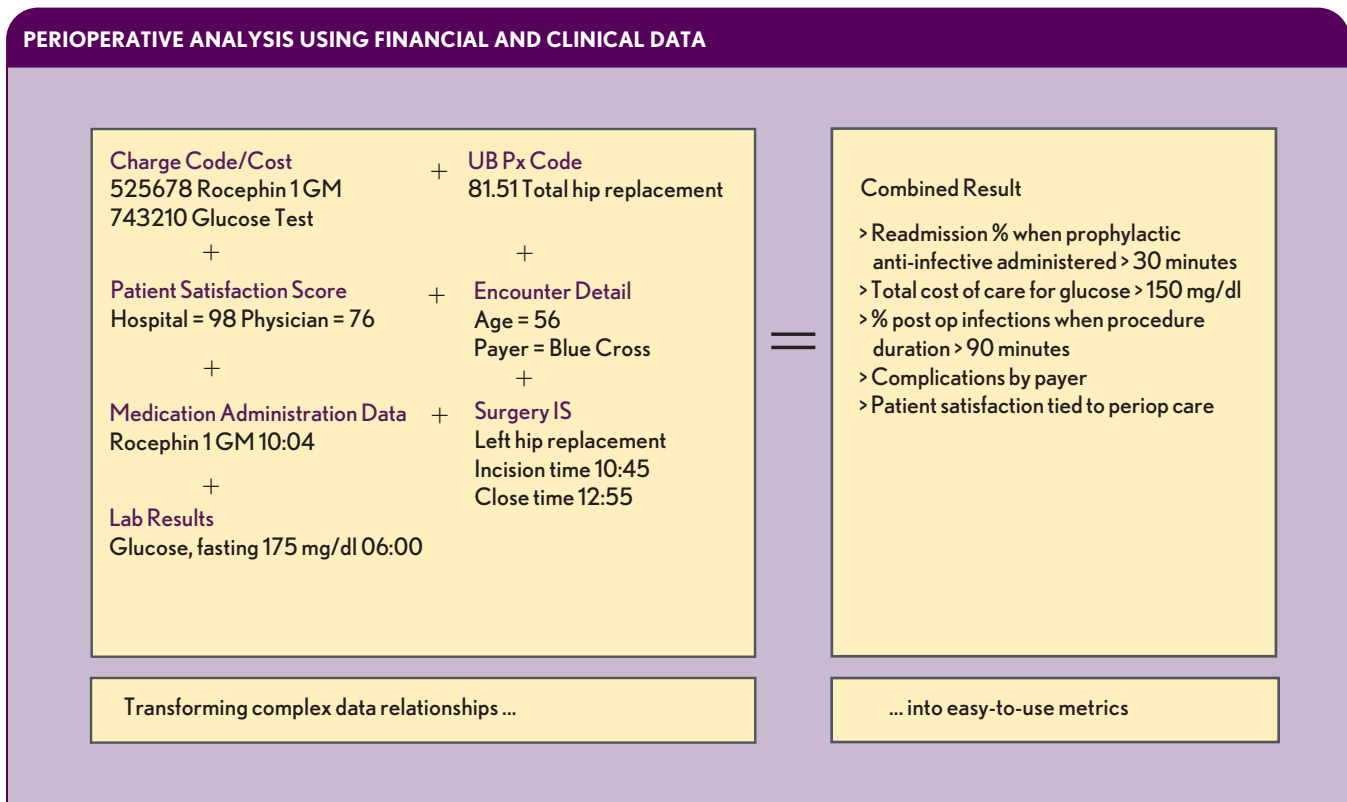 PERIOPERATIVE ANALYSIS USING FINANCIAL AND CLINICAL DATA
Charge Code/Cost
525678 Rocephin 1 GM
743210 Glucose Test
+
UB Px Code
81.51 Total hip replacement
+
+
Patient Satisfaction Score
Hospital = 98 Physician = 76
+
Encounter Detail
Age = 56
Payer = Blue Cross
+
+
Medication Administration Data
Rocephin 1 GM 10:04
+
Surgery IS
Left hip replacement
Incision time 10:45
Close time 12:55
+
Lab Results
Glucose, fasting 175 mg/dl 06:00
=
Combined Result
> Readmission % when prophylactic
anti-infective administered > 30 minutes
> Total cost of care for glucose > 150 mg/dl
> % post op infections when procedure
duration > 90 minutes
> Complications by payer
> Patient satisfaction tied to periop care
Transforming complex data relationships ...
... into easy-to-use metrics